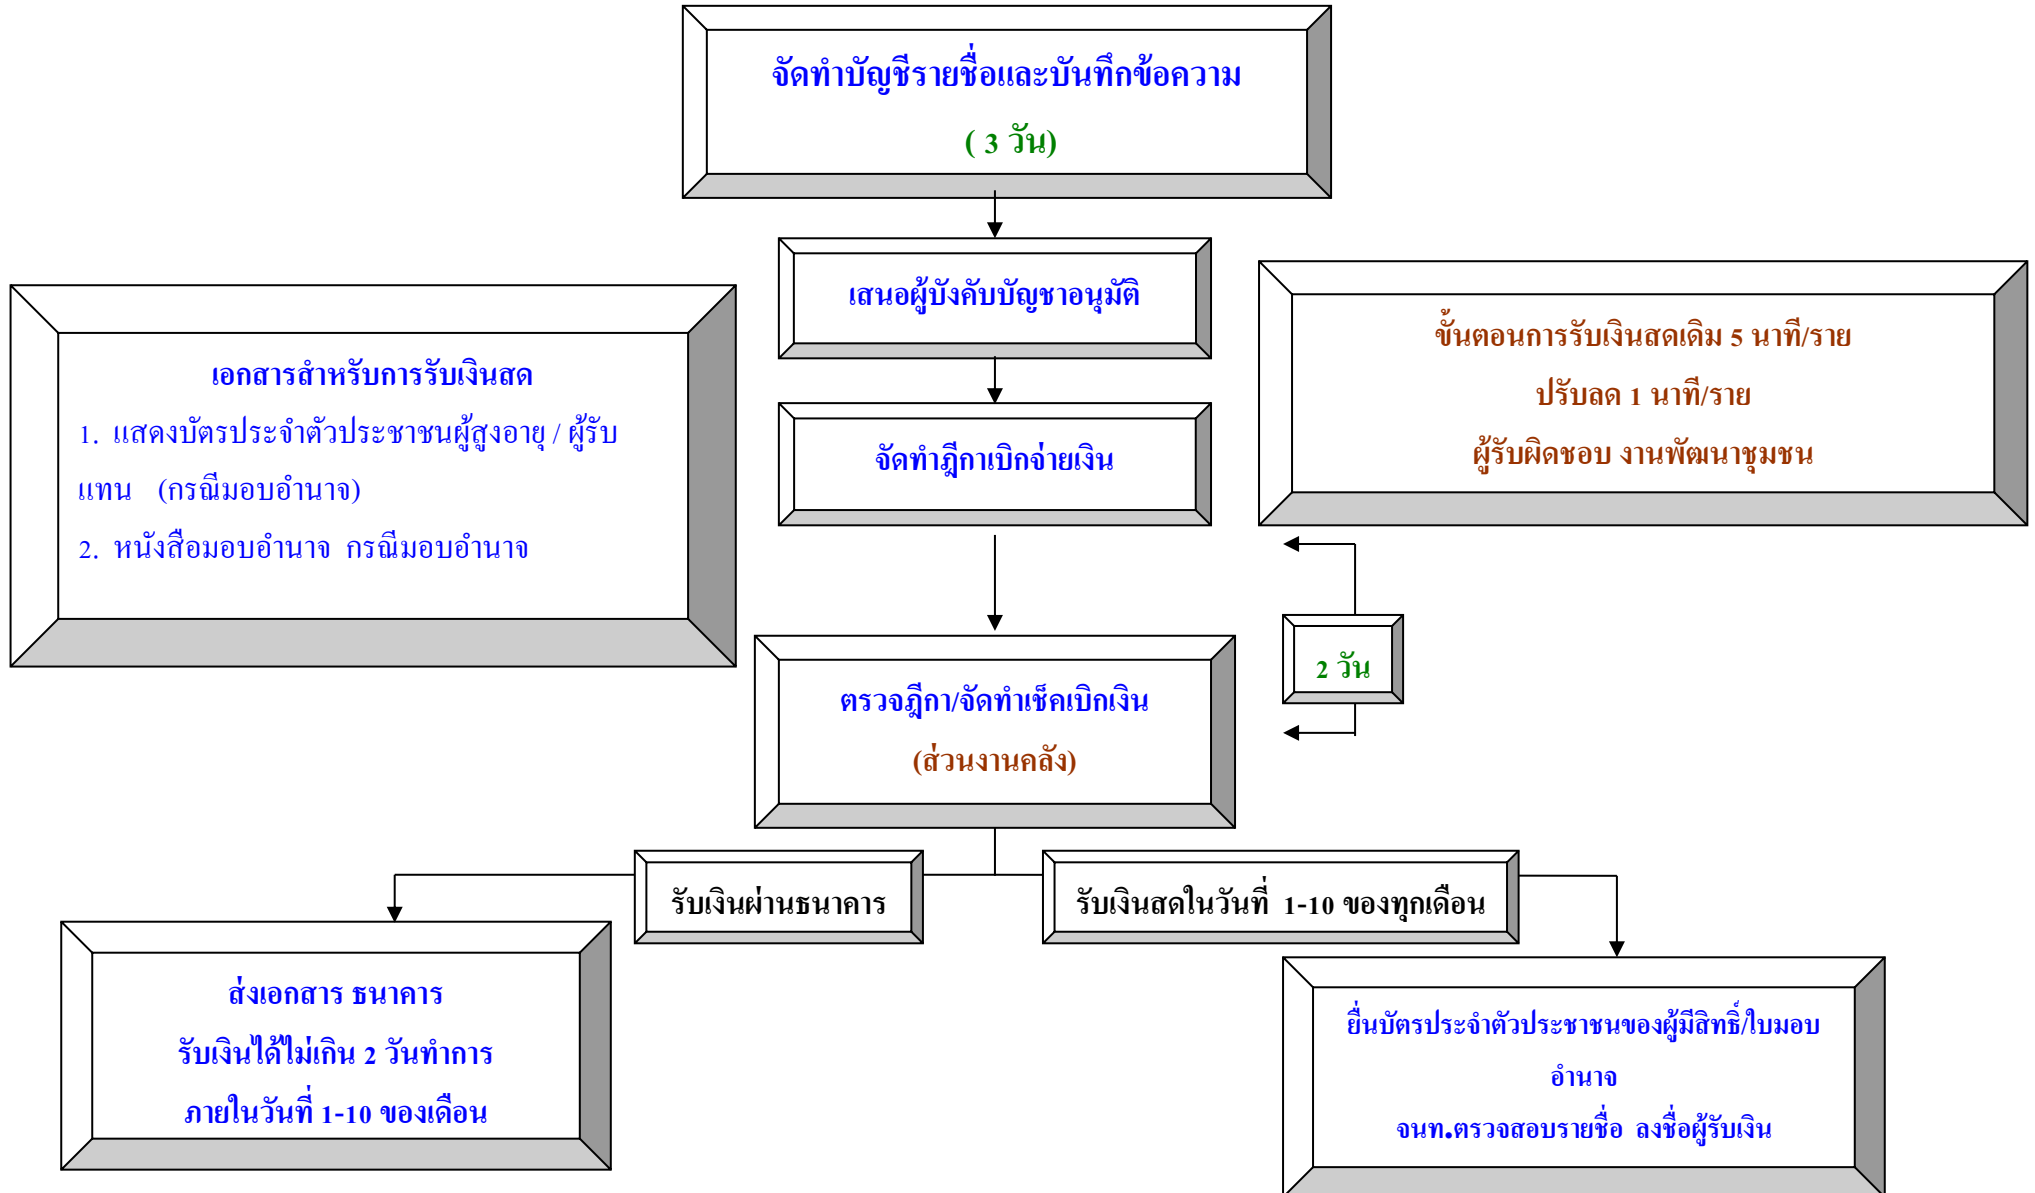 จัดทำบัญชีรายชื่อและบันทึกข้อความ
( 3 วัน)
เสนอผู้บังคับบัญชาอนุมัติ
เอกสารสำหรับการรับเงินสด
1. แสดงบัตรประจำตัวประชาชนผู้สูงอายุ / ผู้รับ
แทน (กรณีมอบอำนาจ)
2. หนังสือมอบอำนาจ กรณีมอบอำนาจ
ขั้นตอนการรับเงินสดเดิม 5 นาที/ราย
ปรับลด 1 นาที/ราย
ผู้รับผิดชอบ งานพัฒนาชุมชน
จัดทำฎีกาเบิกจ่ายเงิน
2 วัน
ตรวจฎีกา/จัดทำเช็คเบิกเงิน
(ส่วนงานคลัง)
รับเงินผ่านธนาคาร
รับเงินสดในวันที่ 1-10 ของทุกเดือน
ส่งเอกสาร ธนาคาร
รับเงินได้ไม่เกิน 2 วันทำการ
ภายในวันที่ 1-10 ของเดือน
ยื่นบัตรประจำตัวประชาชนของผู้มีสิทธิ์/ใบมอบ
อำนาจ
จนท.ตรวจสอบรายชื่อ ลงชื่อผู้รับเงิน